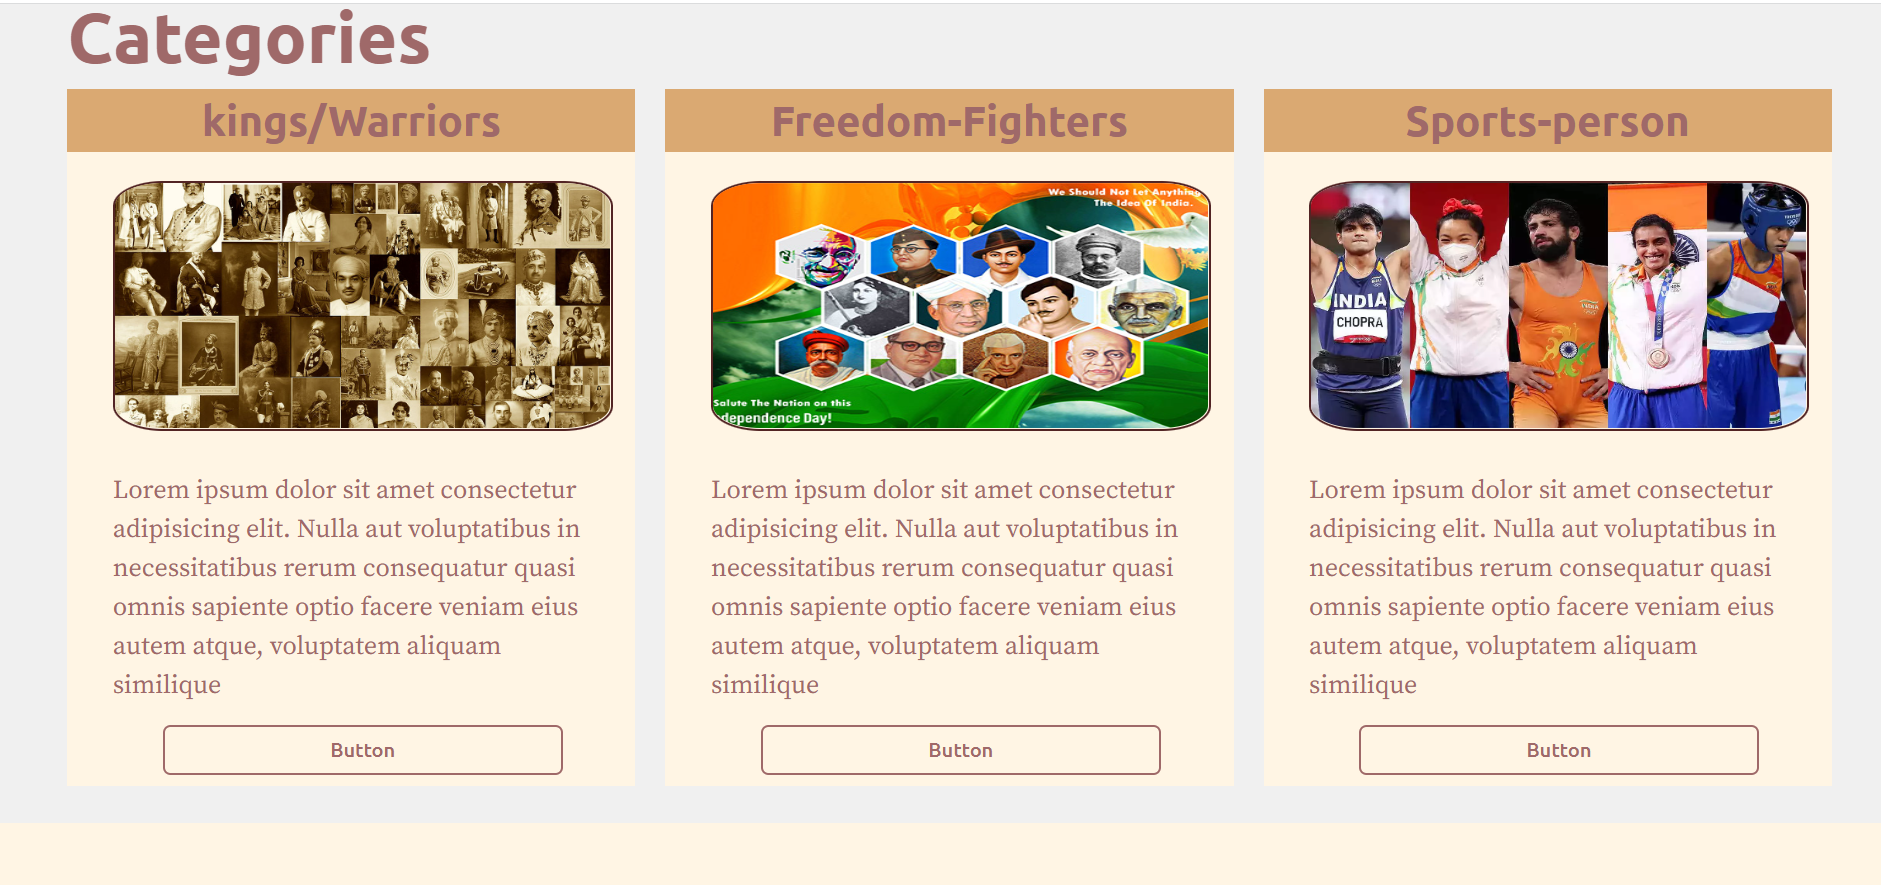 Categories
kings/Warriors
We Should Not Let Anything
The Idea Of India.
Salute The Nation on this
dependence Day!
Lorem ipsum dolor sit amet consectetur
adipisicing elit. Nulla aut voluptatibus in
necessitatibus rerum consequatur quasi
omnis sapiente optio facere veniam eius
autem atque, voluptatem aliquam
similique
Button
Freedom-Fighters
Lorem ipsum dolor sit amet consectetur
adipisicing elit. Nulla aut voluptatibus in
necessitatibus rerum consequatur quasi
omnis sapiente optio facere veniam eius
autem atque, voluptatem aliquam
similique
Button
Sports-person
INDIA
CHOPRA
Lorem ipsum dolor sit amet consectetur
adipisicing elit. Nulla aut voluptatibus in
necessitatibus rerum consequatur quasi
omnis sapiente optio facere veniam eius
autem atque, voluptatem aliquam
similique
Button